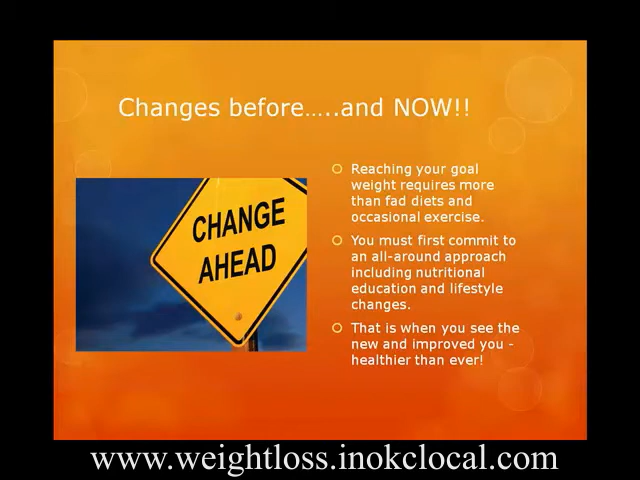 Changes before…..and NOW!!
CHANGE
AHEAD
Reaching your goal
weight requires more
than fad diets and
occasional exercise.
You must first commit to
an all-around approach
including nutritional
education and lifestyle
changes.
That is when you see the
new and improved you -
healthier than ever!
www.weightloss.inokclocal.com